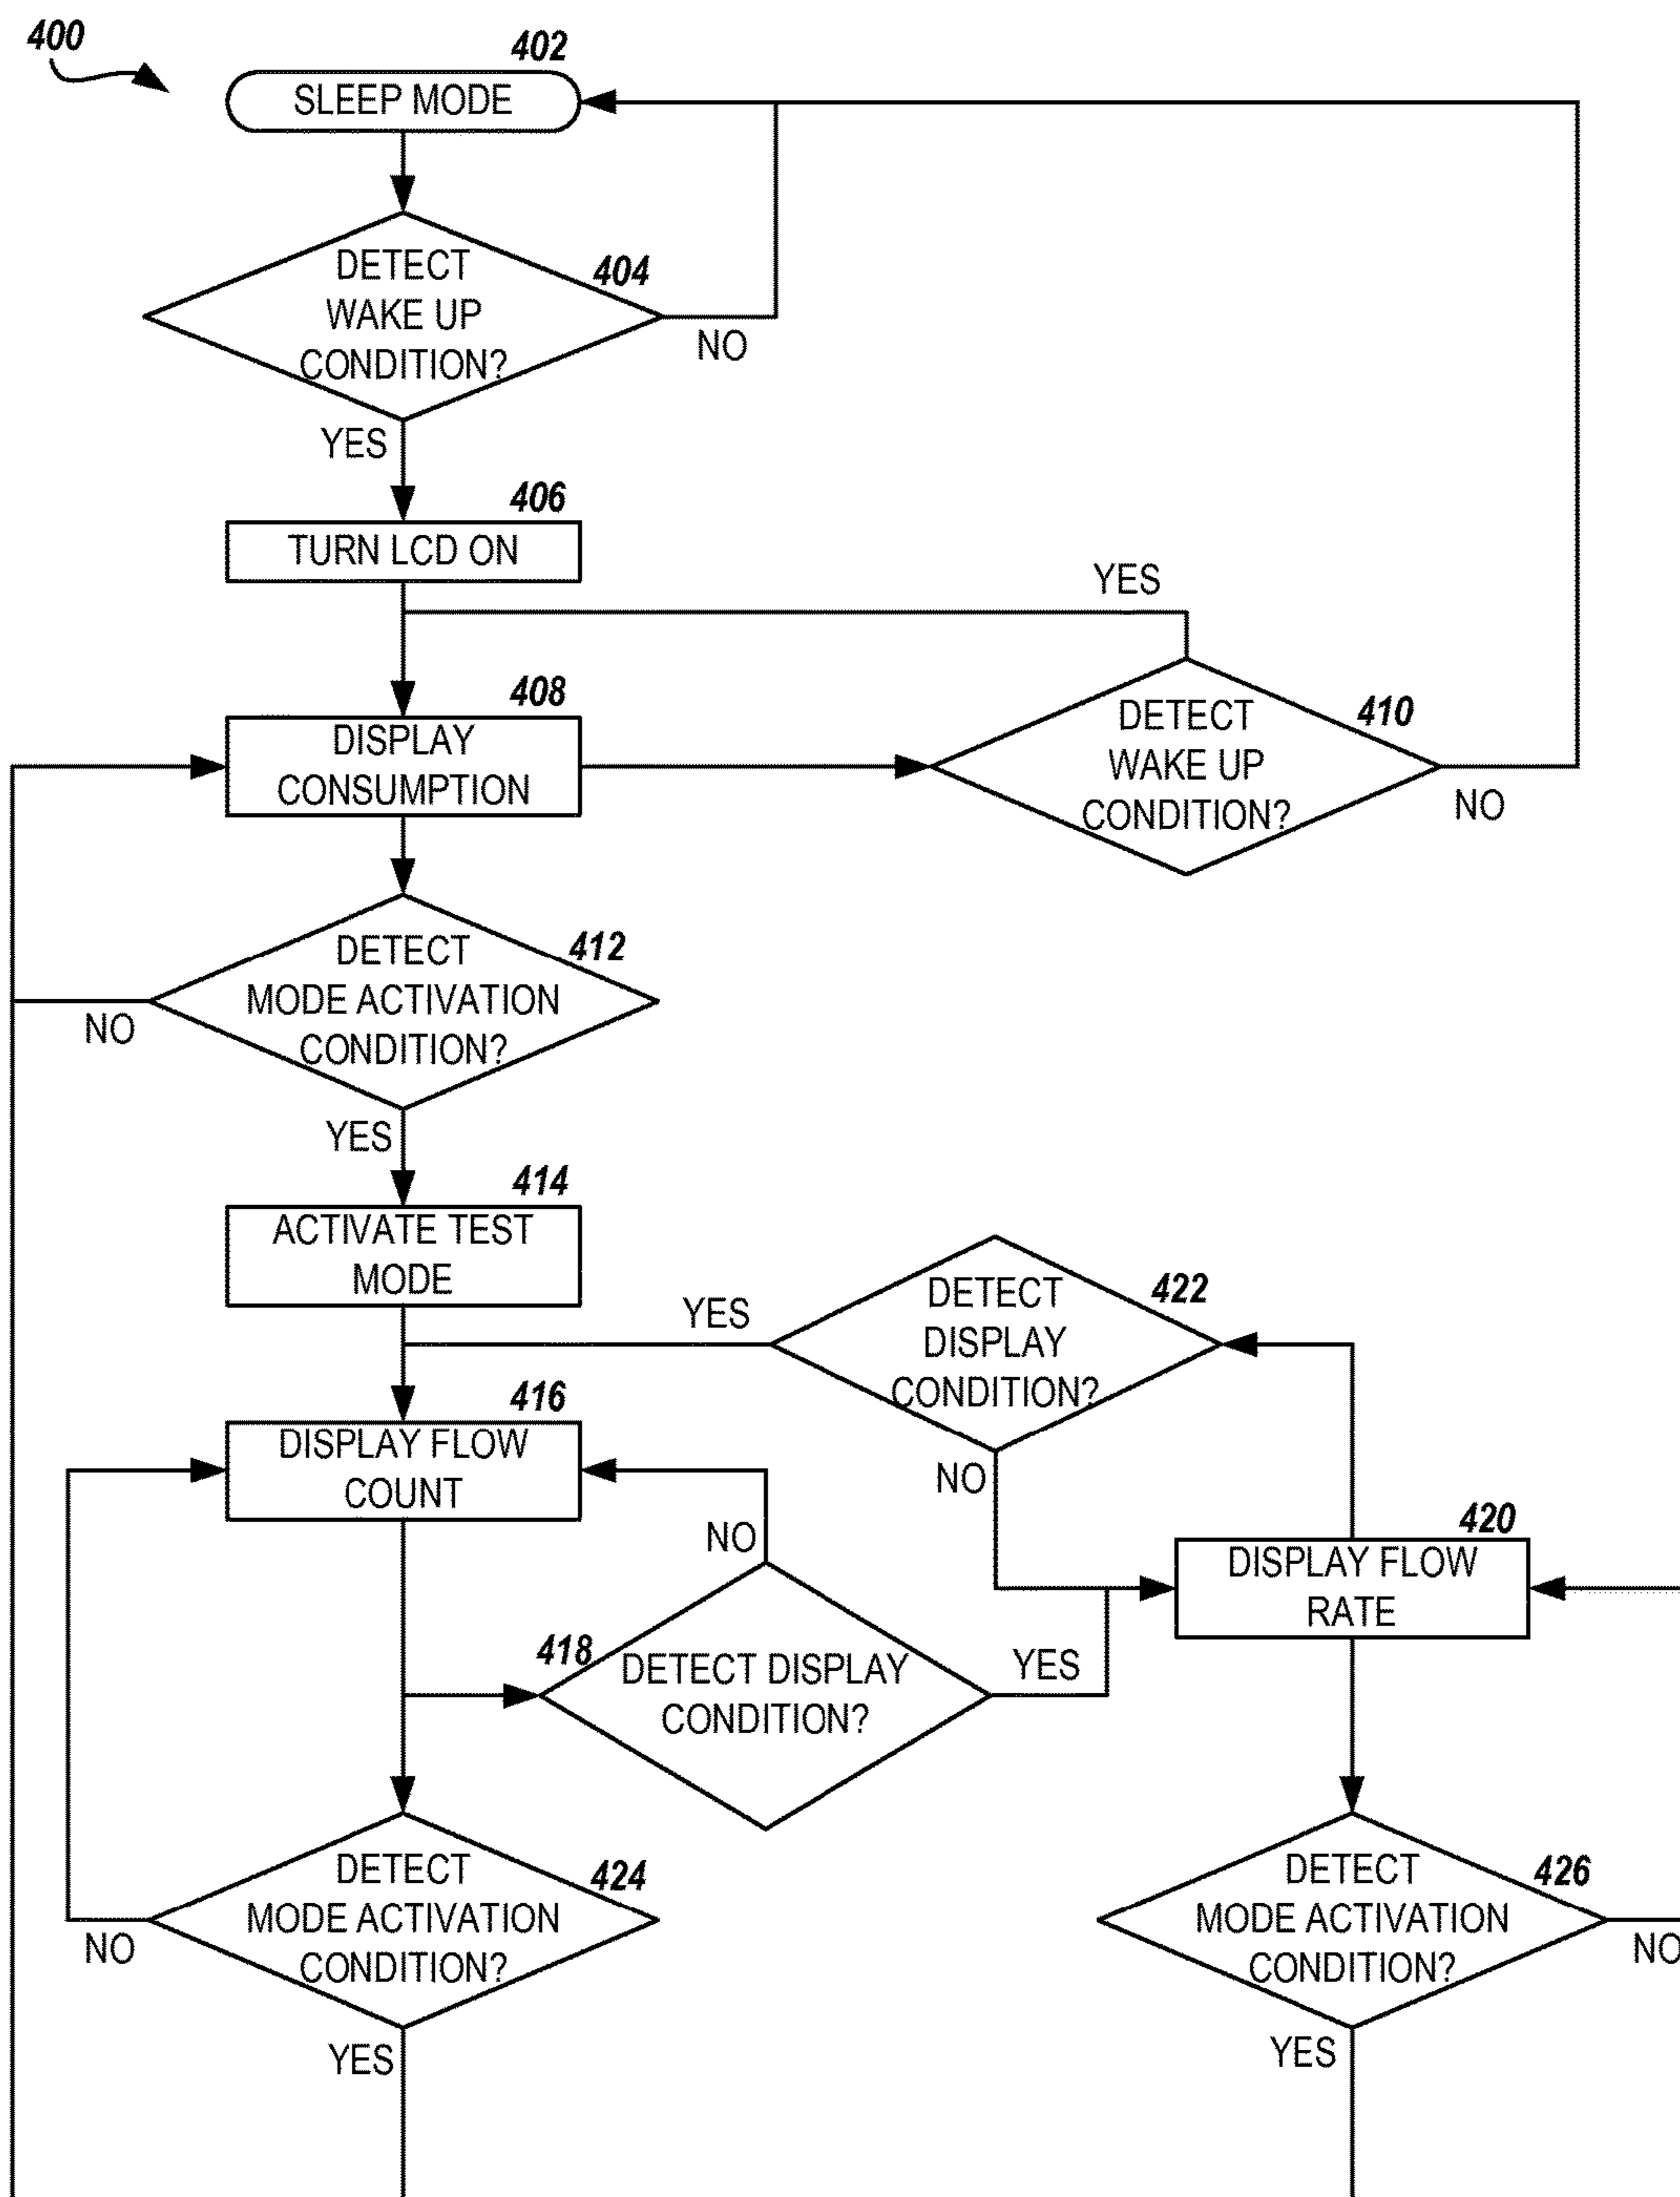 400
402
SLEEP MODE
DETECT
WAKE UP
CONDITION?
404
NO
YES
406
TURN LCD ON
YES
408
DISPLAY
CONSUMPTION
DETECT
WAKE UP
CONDITION?
410
NO
DETECT
MODE ACTIVATION
CONDITION?
412
NO
YES
414
ACTIVATE TEST
MODE
YES
DETECT
DISPLAY
CONDITION?
422
NO
416
DISPLAY FLOW
COUNT
NO
418
DETECT DISPLAY
CONDITION?
YES
420
DISPLAY FLOW
RATE
DETECT
MODE ACTIVATION
CONDITION?
424
NO
YES
DETECT
MODE ACTIVATION
CONDITION?
426
NO
YES